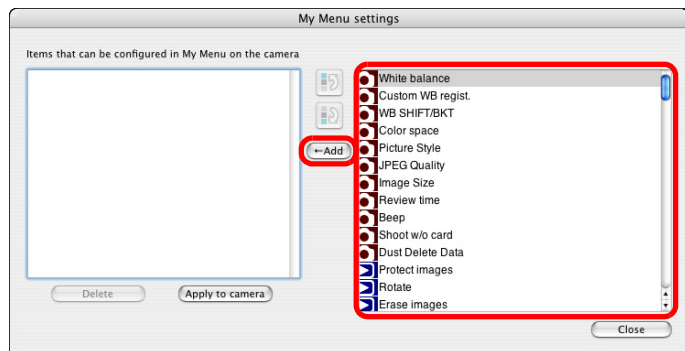 My Menu settings
Items that can be configured in My Menu on the camera
←Add
Delete
Apply to camera
White balance
Custom WB regist.
WB SHIFT/BKT
Color space
Picture Style
JPEG Quality
Image Size
Review time
Beep
Shoot w/o card
Dust Delete Data
Protect images
Rotate
Erase images
Close